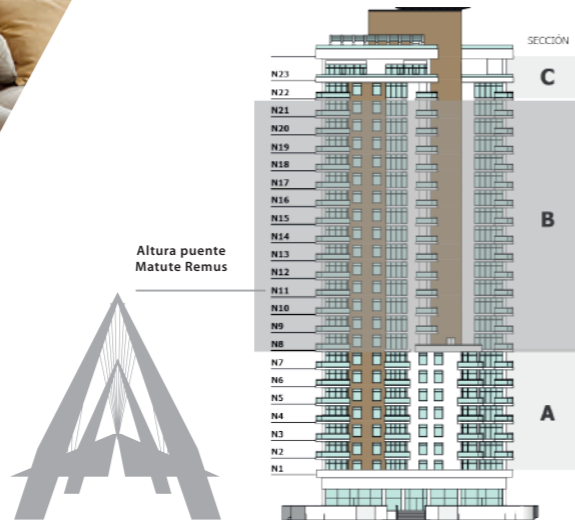 SECCIÓN
C
N23
N22
N21
N20
N19
N18
N17
N16
N15
B
N14
Altura puente
Matute Remus
N13
N12
N11
N10
N9
N8
N7
N6
N5
N4
A
N3
N2
N1